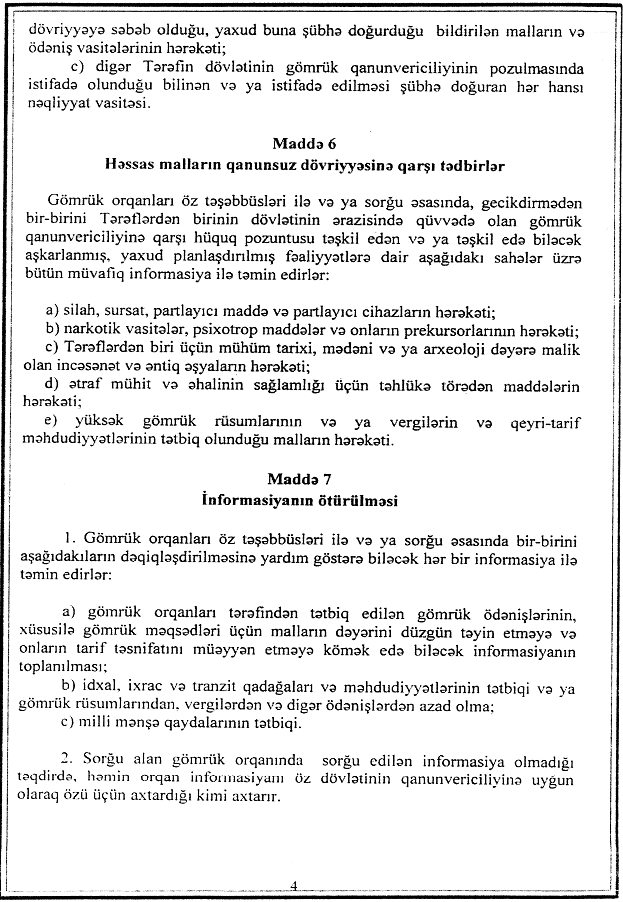 dövriyyəyə səbəb olduğu, yaxud buna şübhə doğurduğu bildirilən malların və
ödəniş vasitələrinin hərəkəti;
c) digər Tərəfin dövlətinin gömrük qanunvericiliyinin pozulmasında
istifadə olunduğu bilinən və ya istifadə edilməsi şübhə doğuran hər hansı
nəqliyyat vasitəsi.
Maddə 6
Həssas malların qanunsuz dövriyyəsinə qarşı tədbirlər
Gömrük orqanları öz təşəbbüsləri ilə və ya sorğu əsasında, gecikdirmədən
bir-birini Tərəflərdən birinin dövlətinin ərazisində qüvvədə olan gömrük
qanunvericiliyinə qarşı hüquq pozuntusu təşkil edən və ya təşkil edə biləcək
aşkarlanmış, yaxud planlaşdırılmış fəaliyyətlərə dair aşağıdakı sahələr üzrə
bütün müvafiq informasiya ilə təmin edirlər:
a) silah, sursat, partlayıcı maddə və partlayıcı cihazların hərəkəti;
b) narkotik vasitələr, psixotrop maddələr və onların prekursorlarının hərəkəti;
c) Tərəflərdən biri üçün mühüm tarixi, mədəni və ya arxeoloji dəyərə malik
olan incəsənət və əntiq əşyaların hərəkəti;
d) ətraf mühit və əhalinin sağlamlığı üçün təhlükə törədən maddələrin
hərəkəti;
e) yüksək gömrük rüsumlarının və ya vergilərin və qeyri-tarif
məhdudiyyətlərinin tətbiq olunduğu malların hərəkəti.
Maddə 7
İnformasiyanın ötürülməsi
1. Gömrük orqanları öz təşəbbüsləri ilə və ya sorğu əsasında bir-birini
aşağıdakıların dəqiqləşdirilməsinə yardım göstərə biləcək hər bir informasiya ilə
təmin edirlər:
a) gömrük orqanları tərəfindən tətbiq edilən gömrük ödənişlərinin,
xüsusilə gömrük məqsədləri üçün malların dəyərini düzgün təyin etməyə və
onların tarif təsnifatını müəyyən etməyə kömək edə biləcək informasiyanın
toplanılması;
b) idxal, ixrac və tranzit qadağaları və məhdudiyyətlərinin tətbiqi və ya
gömrük rüsumlarından, vergilərdən və digər ödənişlərdən azad olma;
c) milli mənşə qaydalarının tətbiqi.
2. Sorğu alan gömrük orqanında sorğu edilən informasiya olmadığı
təqdirdə, həmin orqan informasiyanı öz dövlətinin qanunvericiliyinə uyğun
olaraq özü üçün axtardığı kimi axtarır.
4